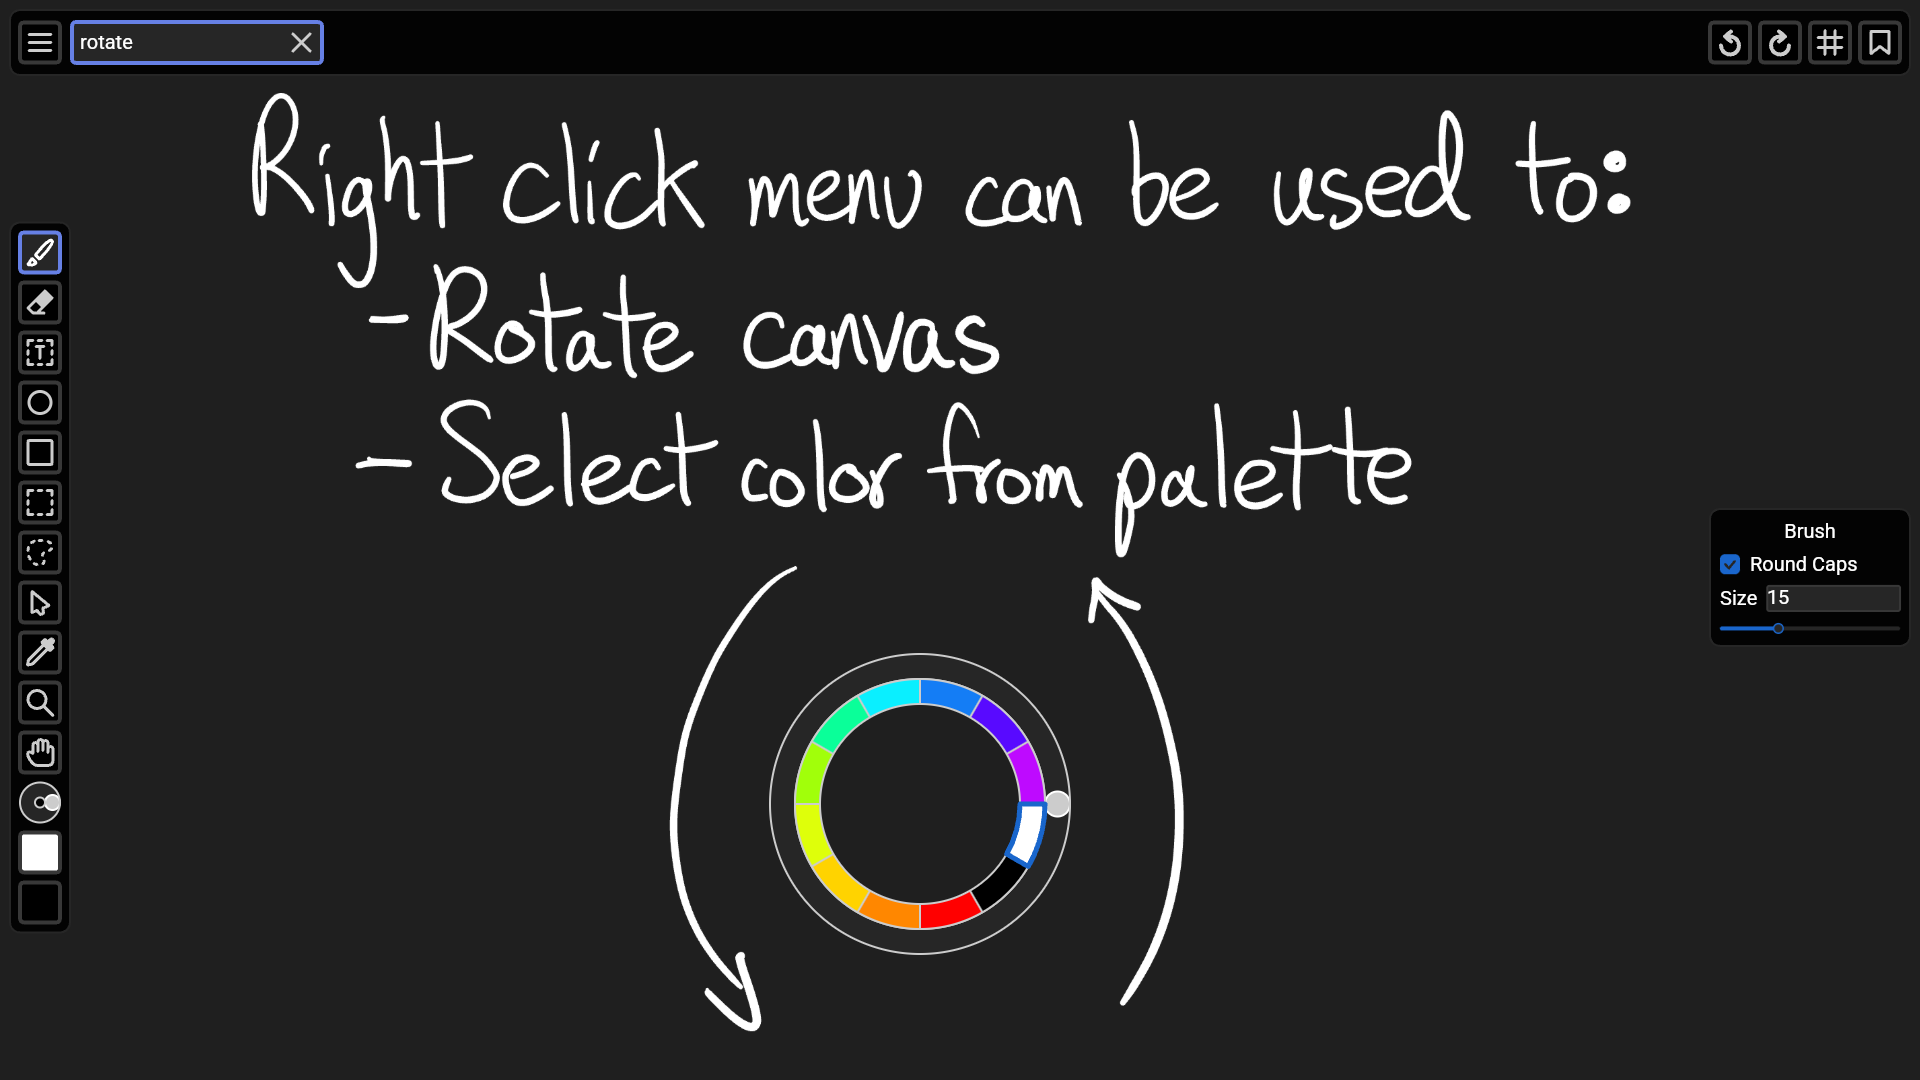 rotate
Right click menu can be used to:
- Rotate canvas
- Select color from palette
T
Brush
Round Caps
Size 15